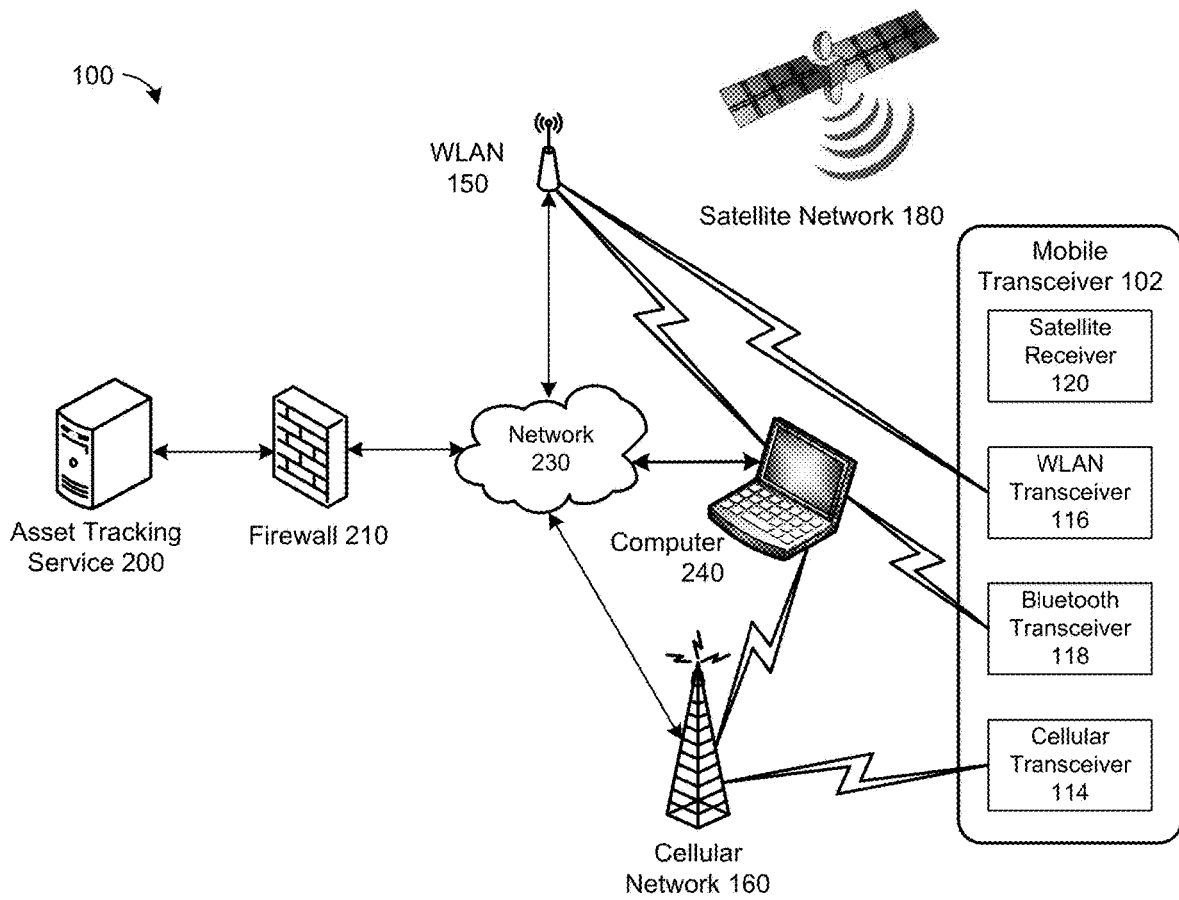 100
WLAN
150
Satellite Network 180
Mobile
Transceiver 102
Satellite
Receiver
120
WLAN
Transceiver
116
Bluetooth
Transceiver
118
Cellular
Transceiver
114
Network
230
Asset Tracking
Service 200
Firewall 210
Computer
240
Cellular
Network 160